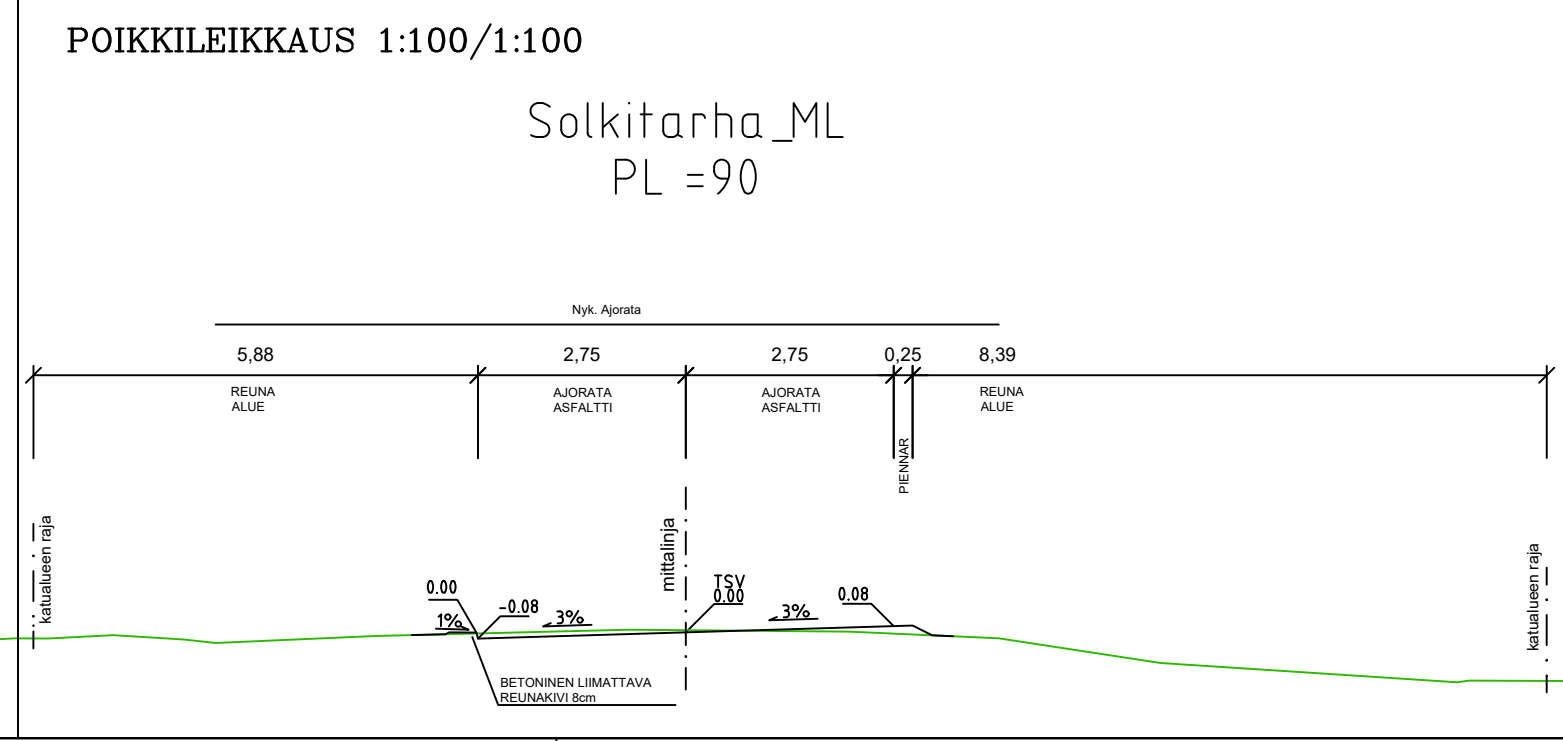 POIKKILEIKKAUS 1:100/1:100
Solkitarha_ML
PL =90
Nyk. Ajorata
5,88 2,75 2,75 0,25 8,39
REUNA
ALUE
AJORATA
ASFALTTI
AJORATA
ASFALTTI
PIENNAR
REUNA
ALUE
katualueen raja
mittalinja
katualueen raja
0.00
1%
-0.08
3%
TSV
0.00
3%
0.08
BETONINEN LIIMATTAVA
REUNAKIVI 8cm